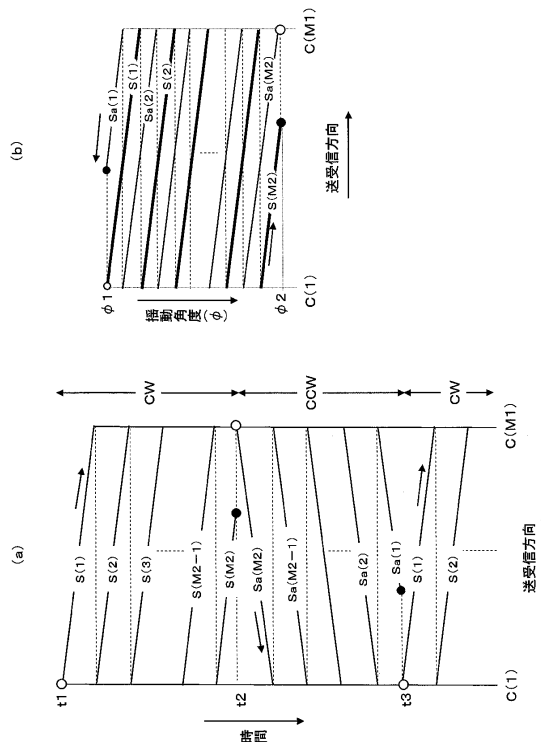 (a)
t1
S(1)
S(2)
S(3)
S(M2−1)
S(M2)
t2
Sa(M2)
Sa(M2−1)
Sa(2)
Sa(1)
t3
S(1)
S(2)
CW
CCW
CW
時間
C(1)
C(M1)
送受信方向
(b)
φ1
Sa(1)
S(1)
Sa(2)
S(2)
Sa(M2)
S(M2)
φ2
揺動角度(φ)
C(1)
C(M1)
送受信方向